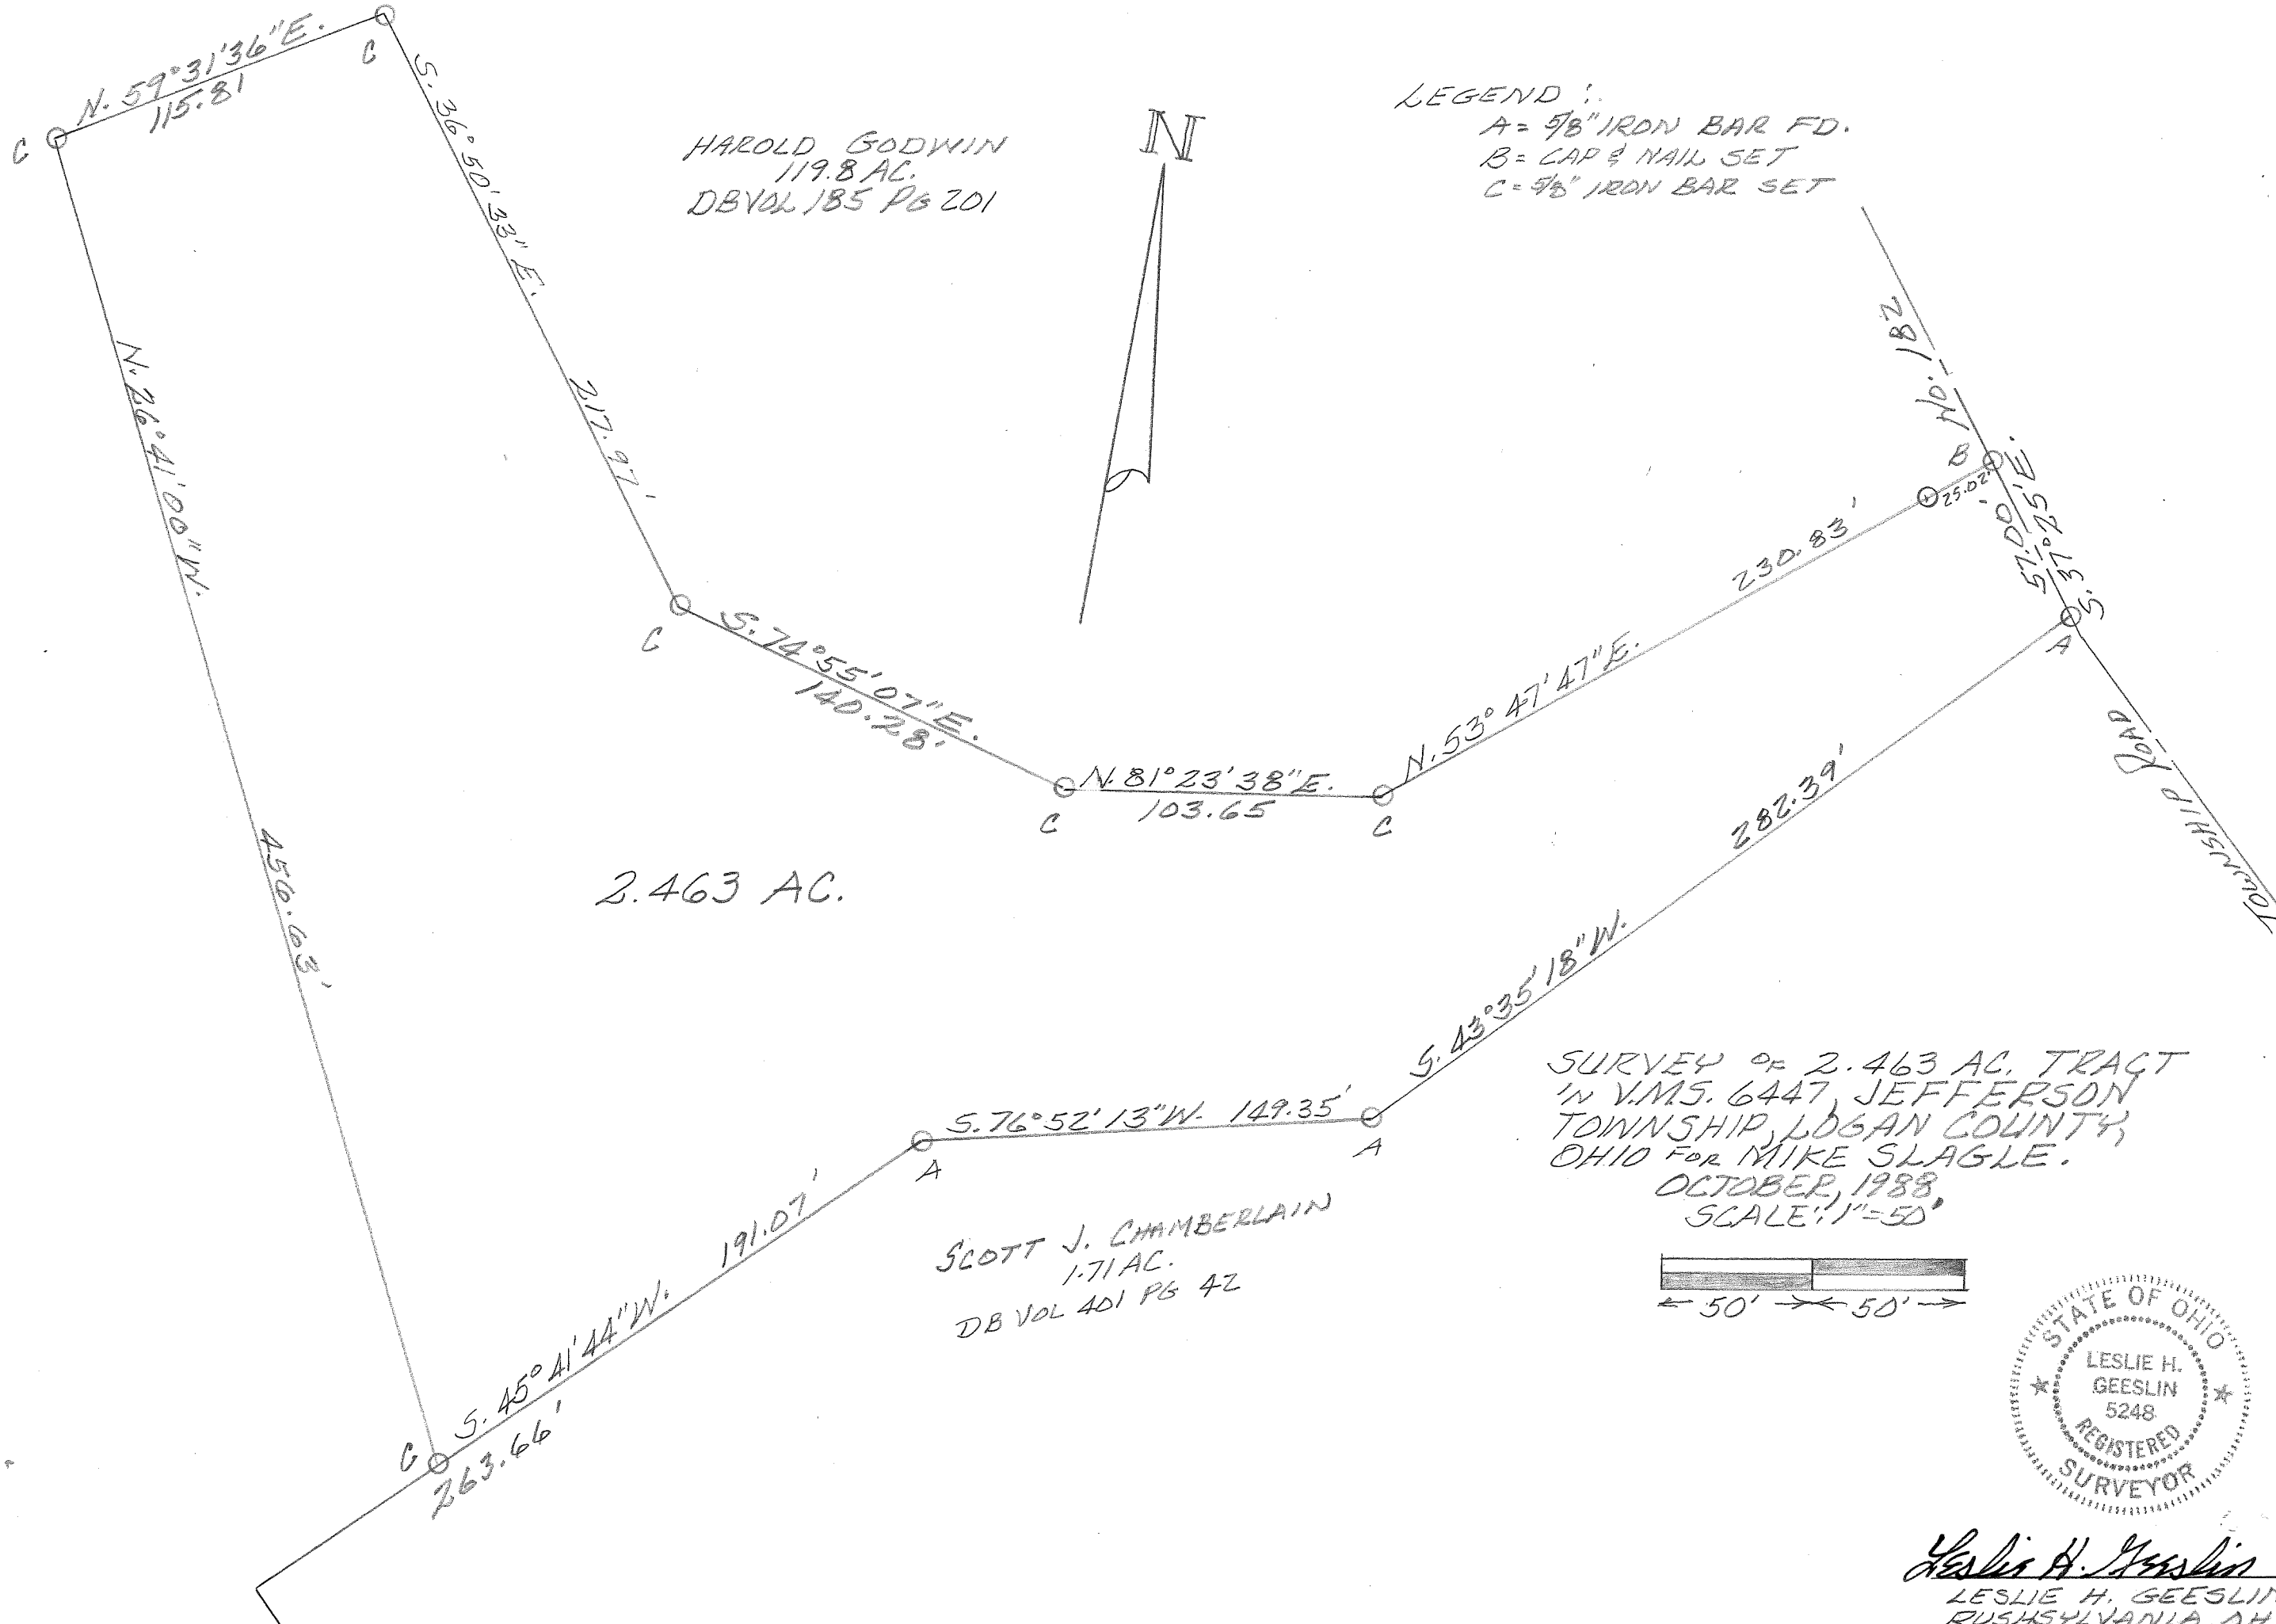 N. 59°31'36"E.
115.81
C
C
S. 36°50'33"E.
217.97'
HAROLD GODWIN
119.8 AC.
DB VOL 185 PG 201
N
LEGEND :
A = 5/8" IRON BAR FD.
B = CAP & NAIL SET
C = 5/8" IRON BAR SET
N. 26°41'00"W.
456.63'
C
S. 74°55'07"E.
140.28'
C
N. 81°23'38"E.
103.65
C
N. 53°47'47"E.
230.83'
25.02'
B
No. 182
S. 37°25'E.
57.00'
A
TOWNSHIP ROAD
282.39'
S. 43°35'18"W.
2.463 AC.
S. 76°52'13"W. 149.35'
A
A
191.07'
S. 45°41'44"W.
263.66'
C
SCOTT J. CHAMBERLAIN
1.71 AC.
DB VOL 401 PG 42
SURVEY OF 2.463 AC. TRACT
IN V.M.S. 6447, JEFFERSON
TOWNSHIP, LOGAN COUNTY,
OHIO FOR MIKE SLAGLE.
OCTOBER, 1988.
SCALE: 1"=50'
50' 50'
STATE OF OHIO
LESLIE H.
GEESLIN
5248
REGISTERED
SURVEYOR
Leslie H. Geeslin
LESLIE H. GEESLIN
RUSHSYLVANIA, OH